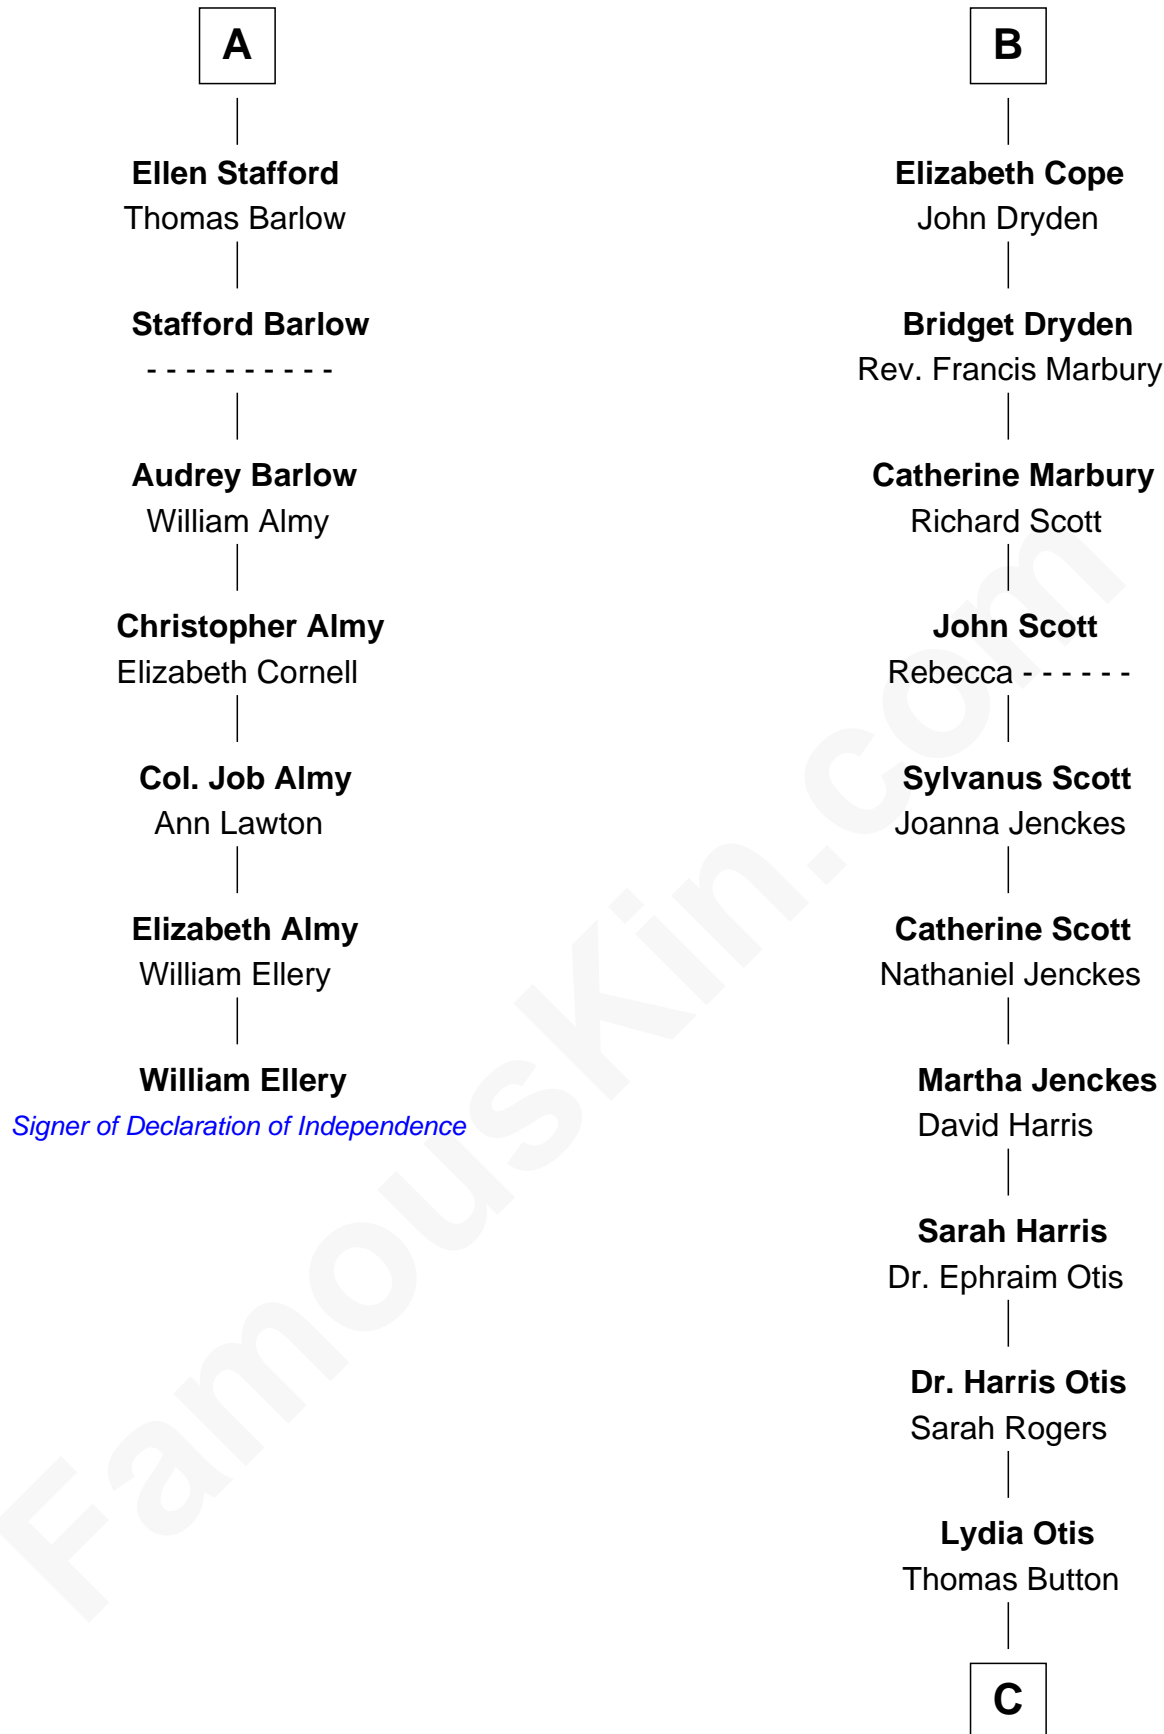 A
Ellen Stafford
Thomas Barlow
Stafford Barlow
- - - - - - - - - -
Audrey Barlow
William Almy
Christopher Almy
Elizabeth Cornell
Col. Job Almy
Ann Lawton
Elizabeth Almy
William Ellery
William Ellery
Signer of Declaration of Independence
B
Elizabeth Cope
John Dryden
Bridget Dryden
Rev. Francis Marbury
Catherine Marbury
Richard Scott
John Scott
Rebecca - - - - - -
Sylvanus Scott
Joanna Jenckes
Catherine Scott
Nathaniel Jenckes
Martha Jenckes
David Harris
Sarah Harris
Dr. Ephraim Otis
Dr. Harris Otis
Sarah Rogers
Lydia Otis
Thomas Button
C
FamousKin.com